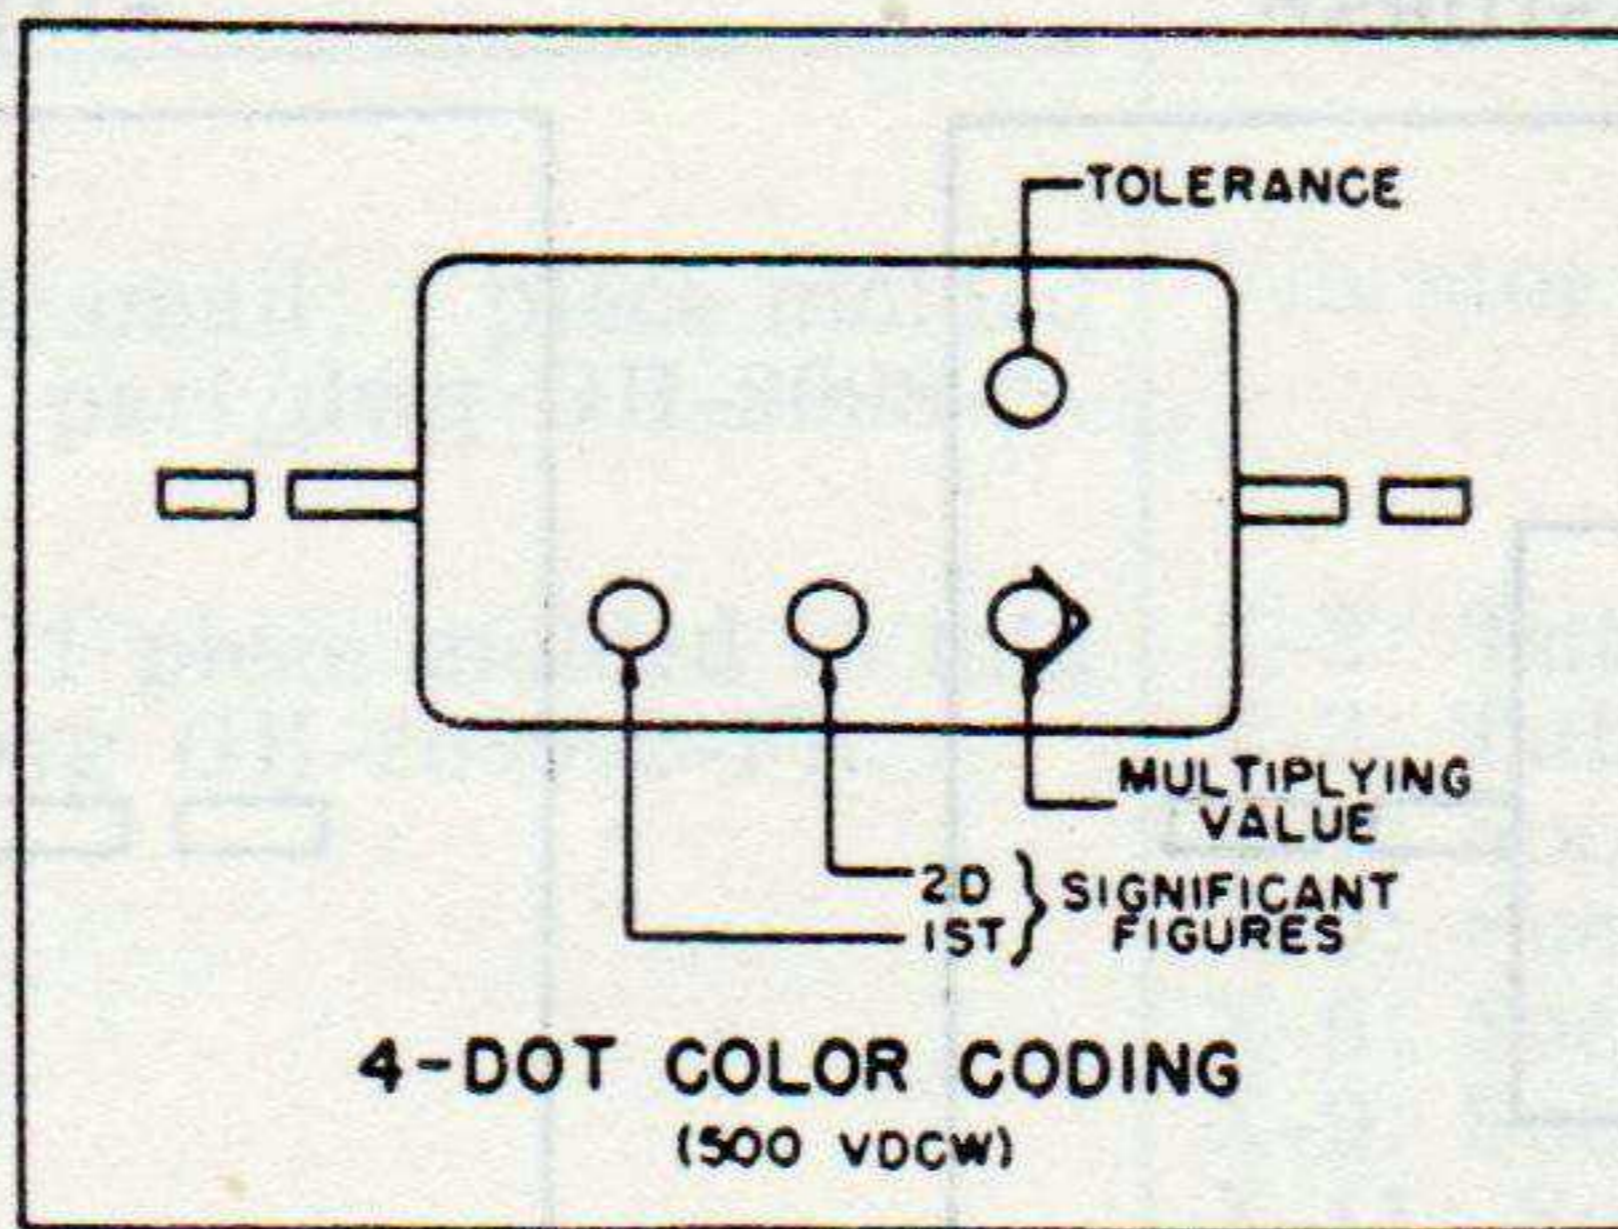 TOLERANCE
MULTIPLYING
VALUE
2D } SIGNIFICANT
1ST } FIGURES
4-DOT COLOR CODING
(500 VDCW)